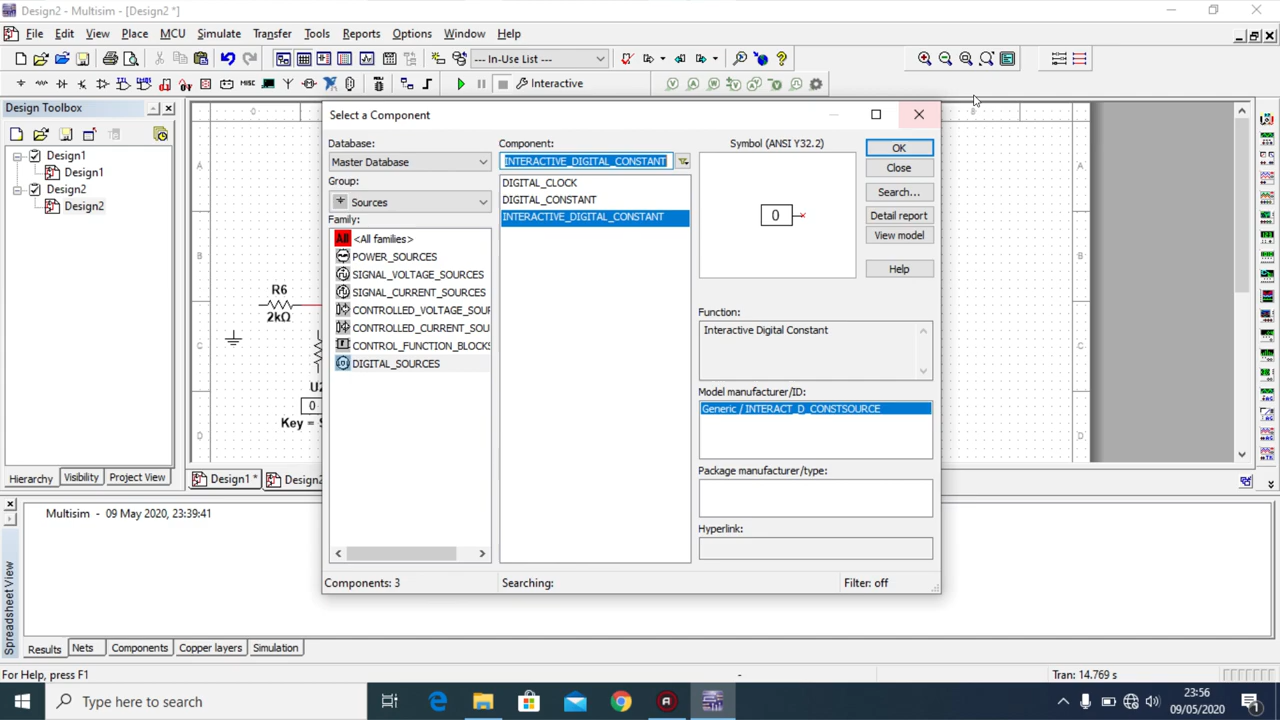 Design2 - Multisim - [Design2 *]
File Edit View Place MCU Simulate Transfer Tools Reports Options Window Help
--- In-Use List ---
Interactive
Design Toolbox
Design1
Design1
Design2
Design2
Hierarchy Visibility Project View
A
B
C
D
R6
2kΩ
0
Design1 *
Select a Component
Database:
Master Database
Group:
Sources
Family:
All <All families>
POWER_SOURCES
SIGNAL_VOLTAGE_SOURCES
SIGNAL_CURRENT_SOURCES
CONTROLLED_VOLTAGE_SOUR
CONTROLLED_CURRENT_SOU
CONTROL_FUNCTION_BLOCKS
DIGITAL_SOURCES
Component:
INTERACTIVE_DIGITAL_CONSTANT
DIGITAL_CLOCK
DIGITAL_CONSTANT
INTERACTIVE_DIGITAL_CONSTANT
Symbol (ANSI Y32.2)
0
OK
Close
Search...
Detail report
View model
Help
Function:
Interactive Digital Constant
Model manufacturer/ID:
Generic / INTERACT_D_CONSTSOURCE
Package manufacturer/type:
Hyperlink:
Components: 3
Searching:
Filter: off
A
B
C
D
Multisim - 09 May 2020, 23:39:41
Spreadsheet View
Results Nets Components Copper layers Simulation
For Help, press F1
-
Tran: 14.769 s
Type here to search
23:56
09/05/2020